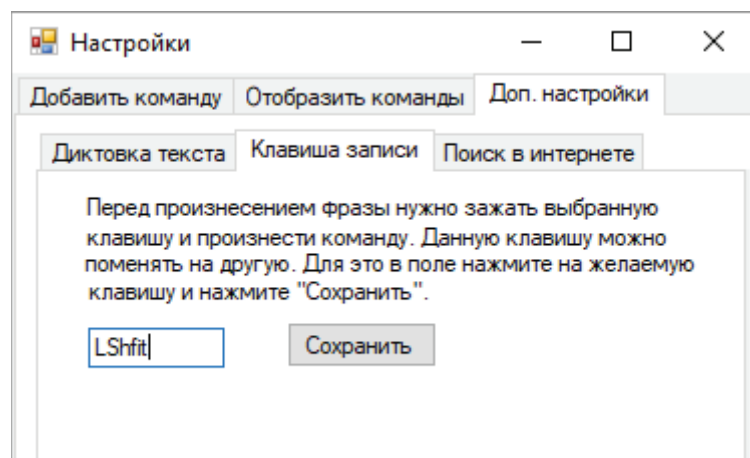 Настройки
Добавить команду Отобразить команды Доп. настройки
Диктовка текста Клавиша записи Поиск в интернете
Перед произнесением фразы нужно зажать выбранную
клавишу и произнести команду. Данную клавишу можно
поменять на другую. Для это в поле нажмите на желаемую
клавишу и нажмите "Сохранить".
LShfit Сохранить